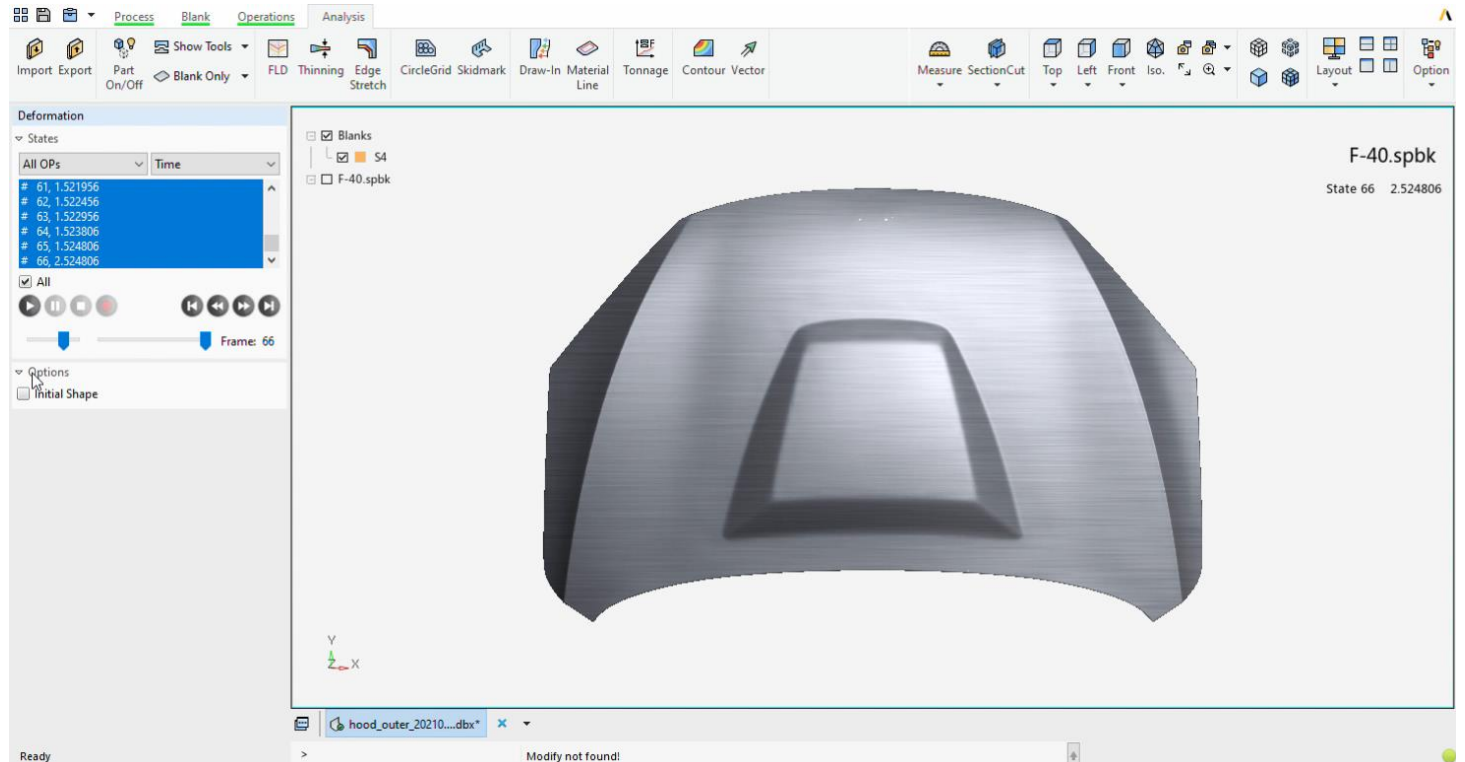 Process Blank Operations Analysis
Import Export Part On/Off Show Tools Blank Only FLD Thinning Edge Stretch CircleGrid Skidmark Draw-In Material Line Tonnage Contour Vector Measure SectionCut Top Left Front Iso. Layout Option
Deformation
States
All OPs Time
# 61, 1.521956
# 62, 1.522456
# 63, 1.522956
# 64, 1.523806
# 65, 1.524806
# 66, 2.524806
All
Frame: 66
Options
Initial Shape
Blanks
S4
F-40.spbk
F-40.spbk
State 66 2.524806
Y
Z X
hood_outer_20210....dbx*
Ready > Modify not found!